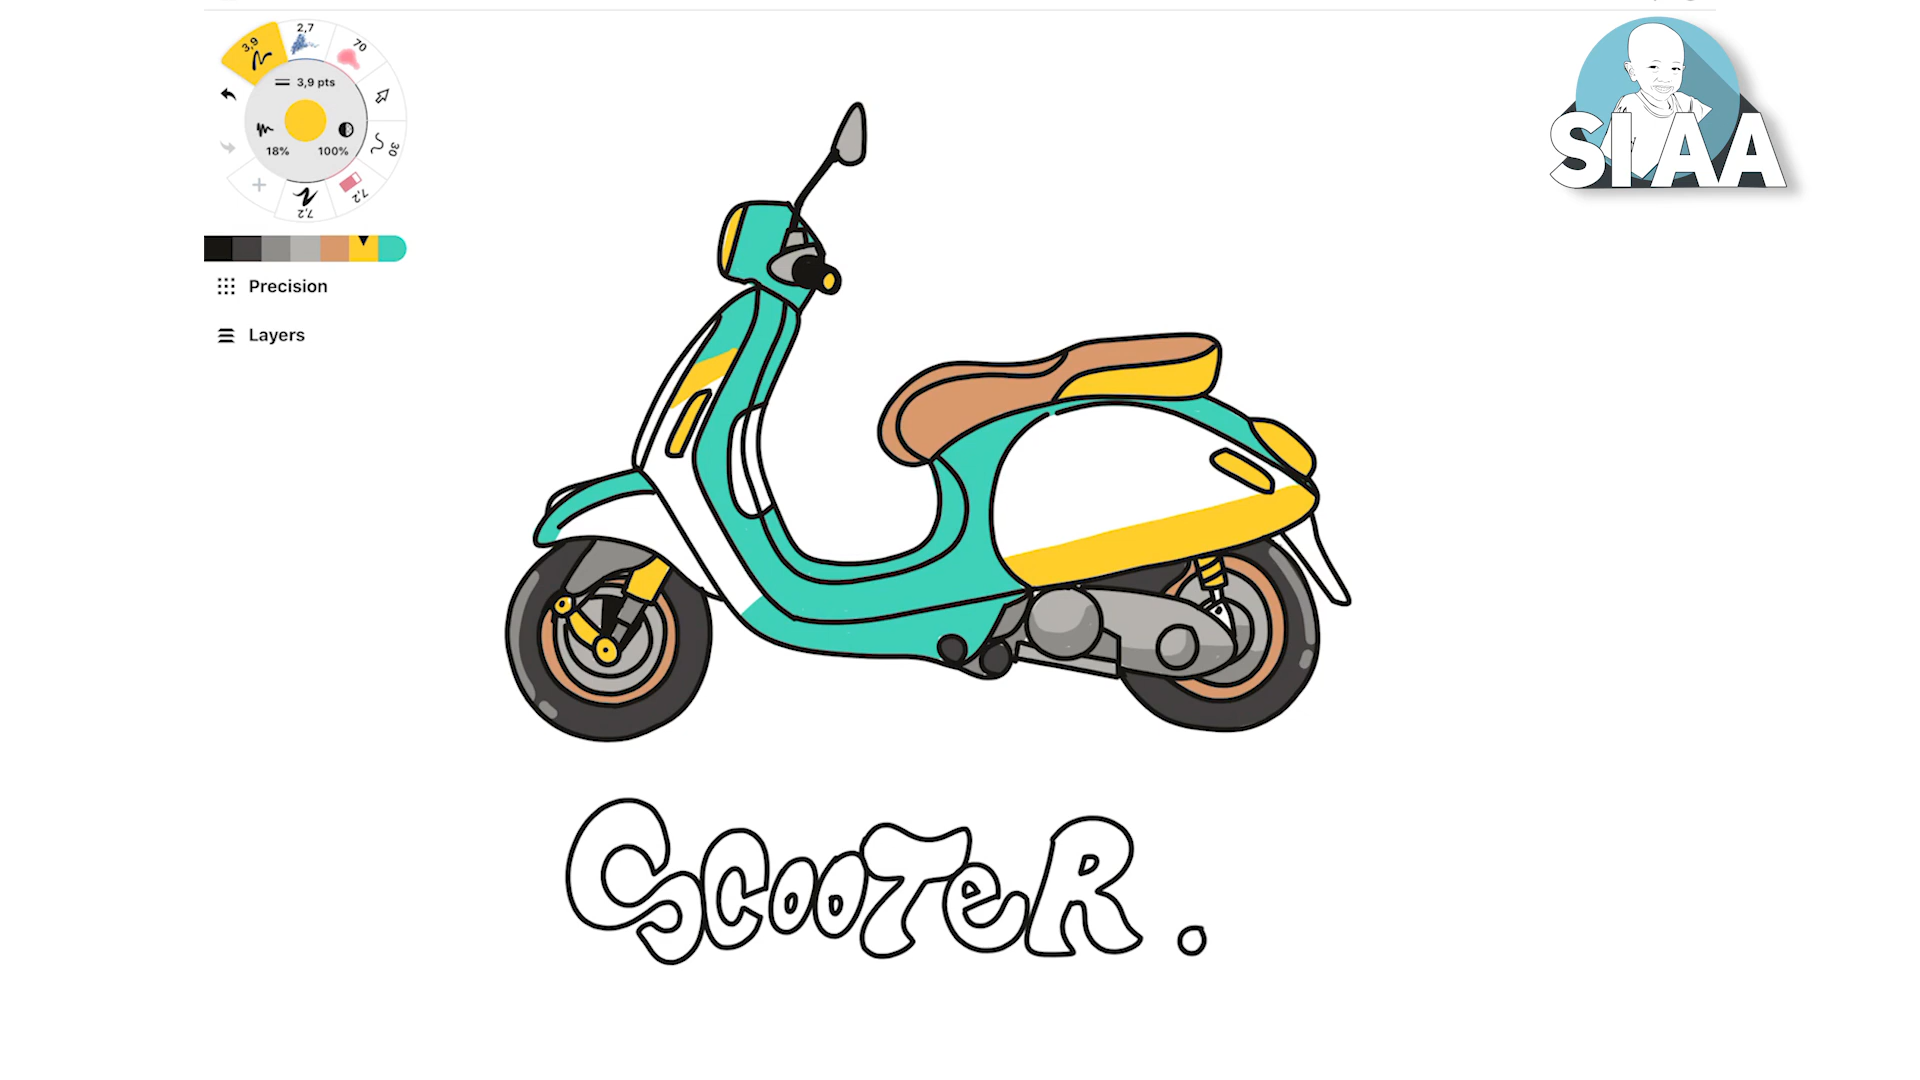 3,9
2,7
70
3,9 pts
30
18%
100%
7,2
7,2
Precision
Layers
SIAA
SCOOTeR.